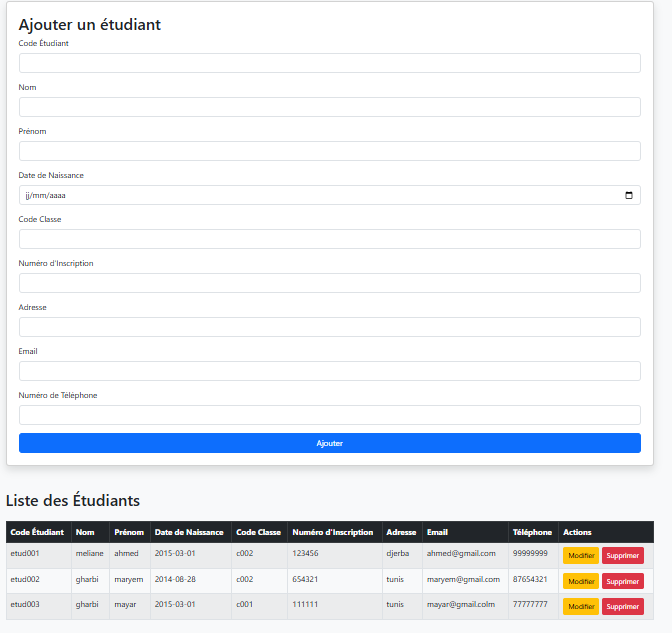 Ajouter un étudiant
Code Étudiant
Nom
Prénom
Date de Naissance
jj/mm/aaaa
Code Classe
Numéro d'Inscription
Adresse
Email
Numéro de Téléphone
Ajouter
Liste des Étudiants
Code Étudiant Nom Prénom Date de Naissance Code Classe Numéro d'Inscription Adresse Email Téléphone Actions
etud001 meliane ahmed 2015-03-01 c002 123456 djerba ahmed@gmail.com 99999999 Modifier Supprimer
etud002 gharbi maryem 2014-08-28 c002 654321 tunis maryem@gmail.com 87654321 Modifier Supprimer
etud003 gharbi mayar 2015-03-01 c001 111111 tunis mayar@gmail.colm 77777777 Modifier Supprimer